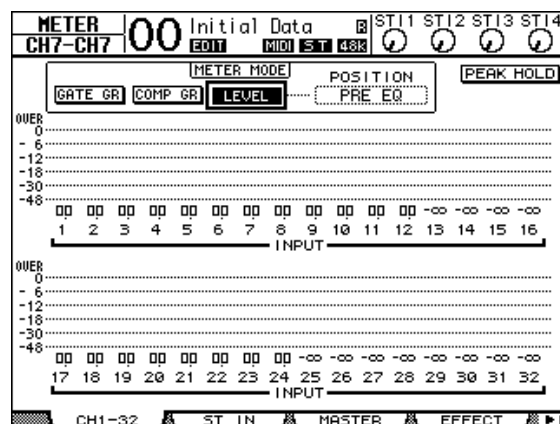 METER 00 Initial Data R ST11 ST12 ST13 ST14
CH7-CH7 EDIT MIDI ST 48k
METER MODE POSITION PEAK HOLD
GATE GR COMP GR LEVEL PRE EQ
OVER
0
- 6
-12
-18
-30
-48
00 00 00 00 00 00 00 00 00 00 00 00 -∞ -∞ -∞ -∞
1 2 3 4 5 6 7 8 9 10 11 12 13 14 15 16
INPUT
OVER
0
- 6
-12
-18
-30
-48
00 00 00 00 00 00 00 00 -∞ -∞ -∞ -∞ -∞ -∞ -∞ -∞
17 18 19 20 21 22 23 24 25 26 27 28 29 30 31 32
INPUT
CH1-32 ST IN MASTER EFFECT